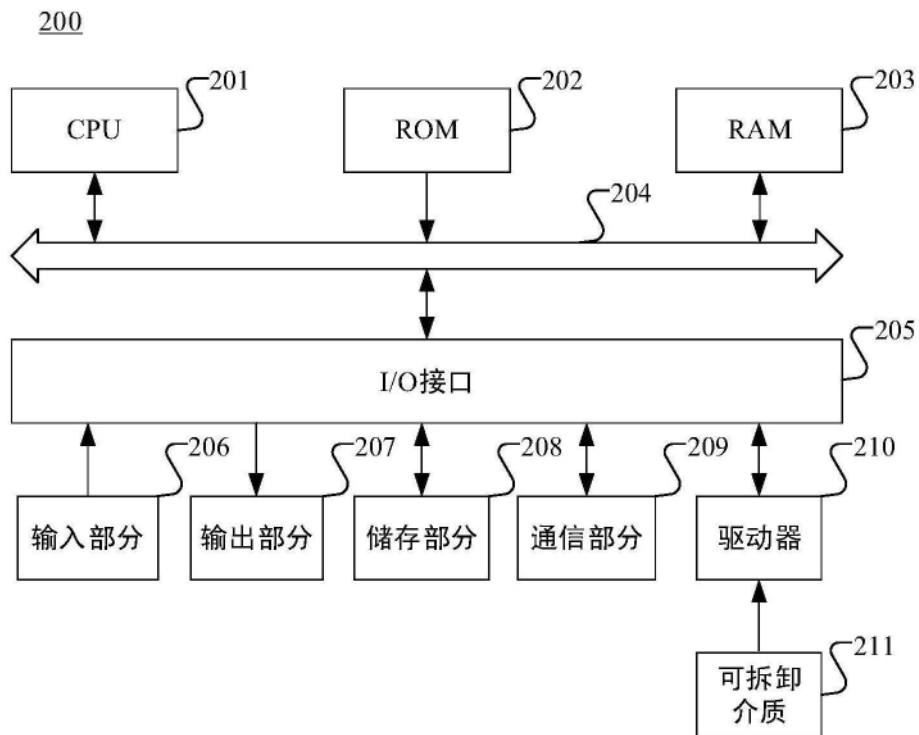 200
201
202
203
CPU
ROM
RAM
204
205
I/O接口
206
207
208
209
210
输入部分
输出部分
储存部分
通信部分
驱动器
211
可拆卸
介质